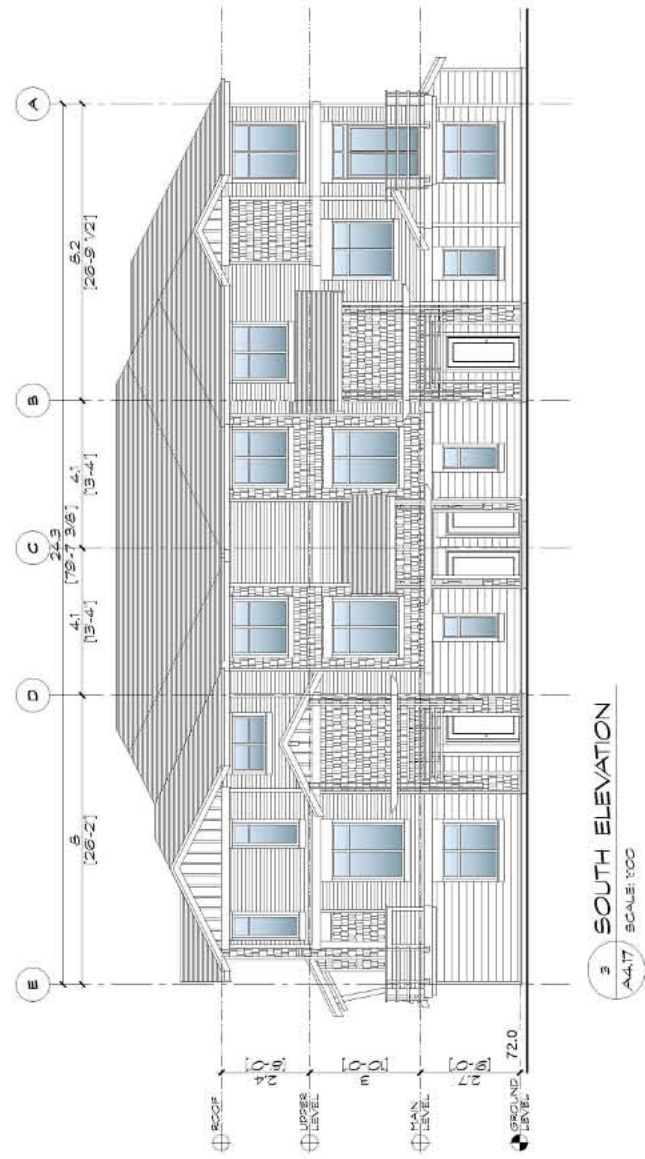 E D C B A
24.3
[79'-7 3/8"]
8 4.1 4.1 8.2
[26'-2"] [13'-4"] [13'-4"] [26'-9 1/2"]
ROOF
2.4
[8'-0"]
UPPER
LEVEL
3
[10'-0"]
MAIN
LEVEL
2.7
[9'-0"]
72.0
GROUND
LEVEL
3 SOUTH ELEVATION
A4.17 SCALE: 1:100